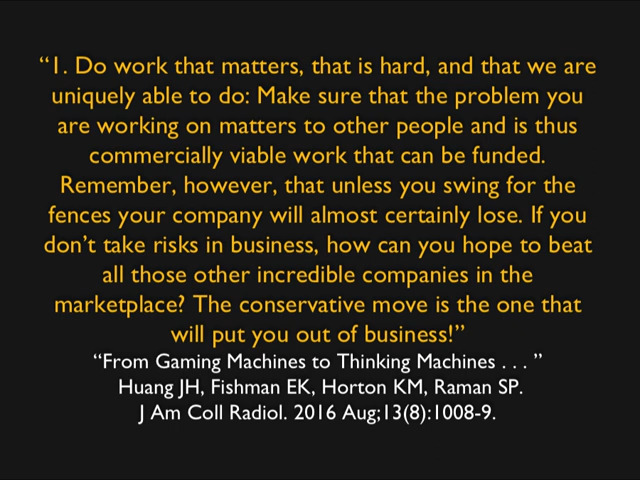 “1. Do work that matters, that is hard, and that we are
uniquely able to do: Make sure that the problem you
are working on matters to other people and is thus
commercially viable work that can be funded.
Remember, however, that unless you swing for the
fences your company will almost certainly lose. If you
don’t take risks in business, how can you hope to beat
all those other incredible companies in the
marketplace? The conservative move is the one that
will put you out of business!”
“From Gaming Machines to Thinking Machines . . . ”
Huang JH, Fishman EK, Horton KM, Raman SP.
J Am Coll Radiol. 2016 Aug;13(8):1008-9.